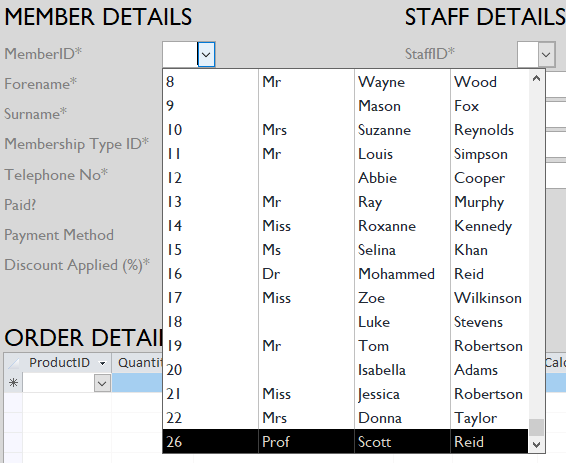 MEMBER DETAILS STAFF DETAILS
MemberID* StaffID*
Forename*
Surname*
Membership Type ID*
Telephone No*
Paid?
Payment Method
Discount Applied (%)*
8 Mr Wayne Wood
9 Mason Fox
10 Mrs Suzanne Reynolds
11 Mr Louis Simpson
12 Abbie Cooper
13 Mr Ray Murphy
14 Miss Roxanne Kennedy
15 Ms Selina Khan
16 Dr Mohammed Reid
17 Miss Zoe Wilkinson
18 Luke Stevens
19 Mr Tom Robertson
20 Isabella Adams
21 Miss Jessica Robertson
22 Mrs Donna Taylor
26 Prof Scott Reid
ORDER DETAI
ProductID Quantit Calc
*